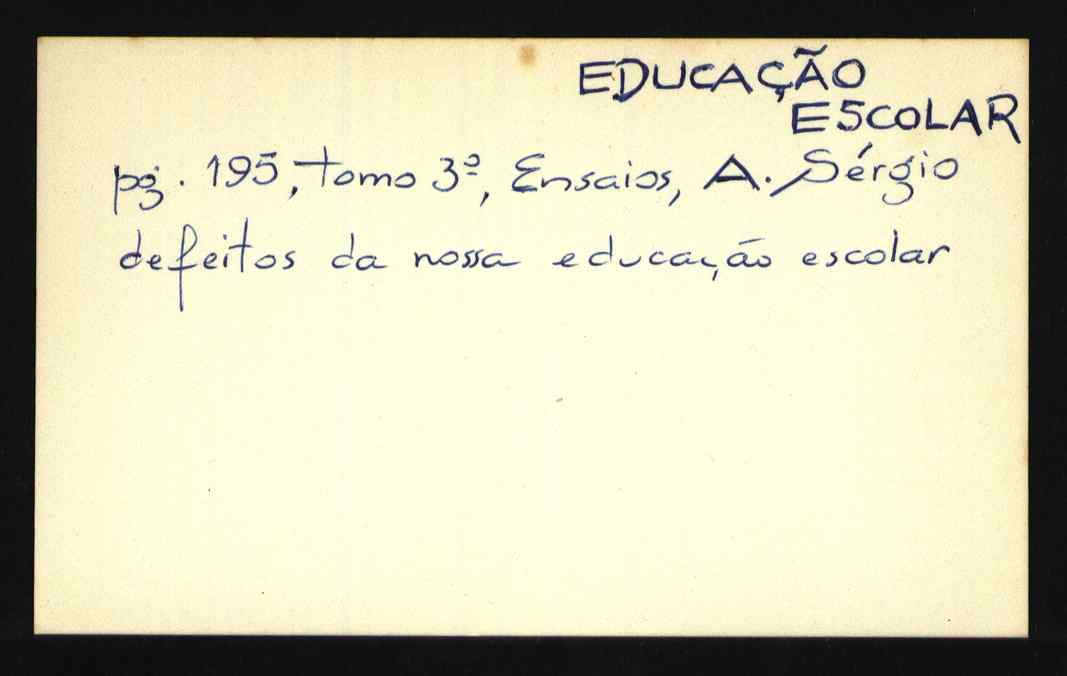 EDUCAÇÃO
ESCOLAR
pg. 195, tomo 3º, Ensaios, A. Sérgio
defeitos da nossa educação escolar